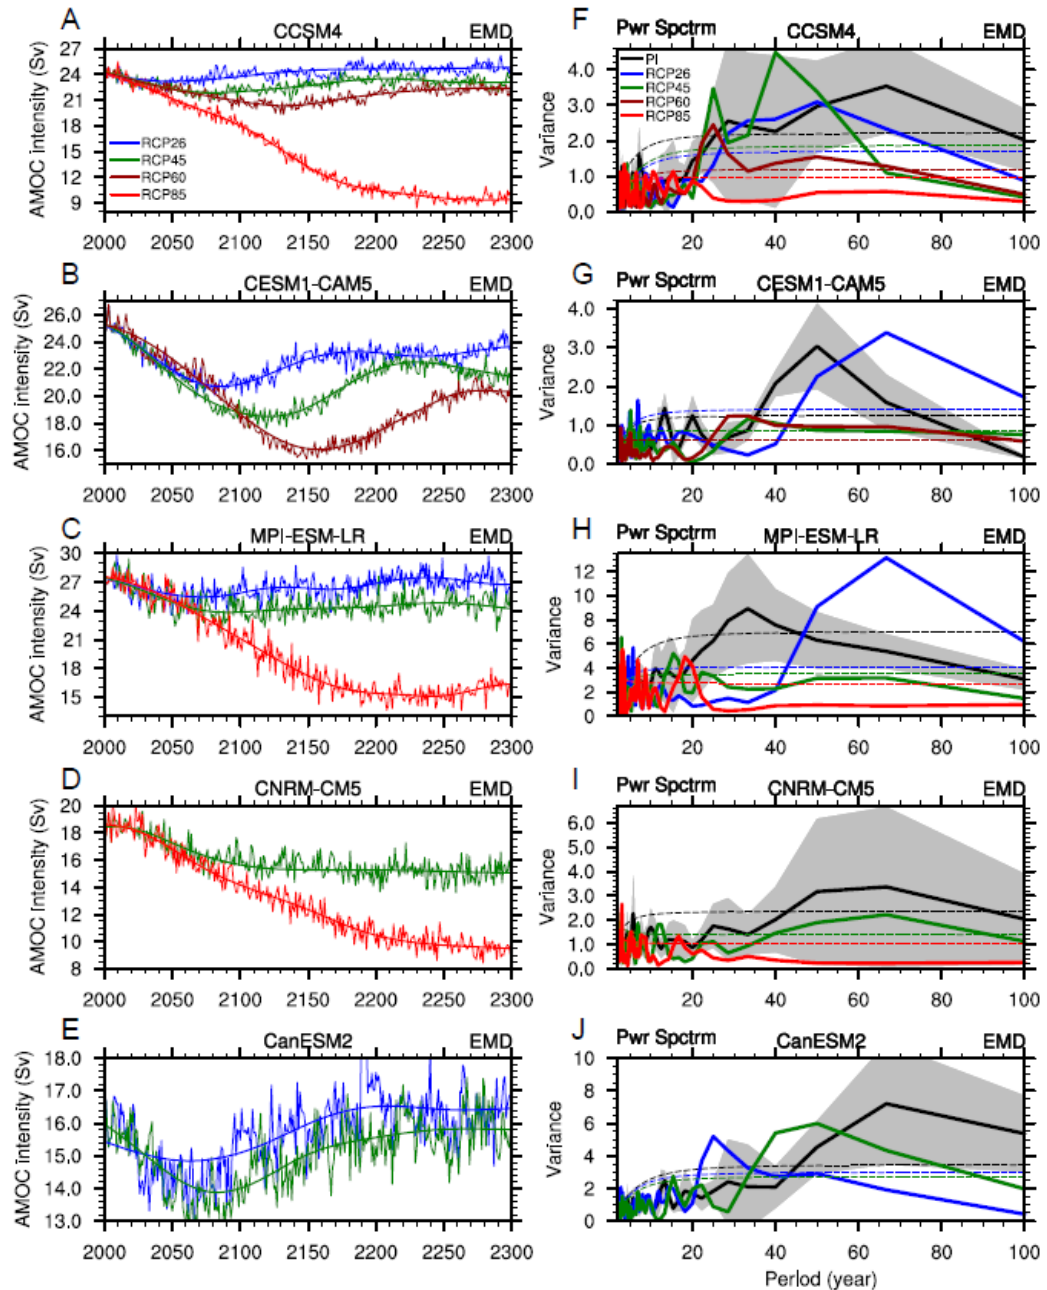 A CCSM4 EMD
AMOC Intensity (Sv)
27
24
21
18
15
12
9
RCP26
RCP45
RCP60
RCP85
2000 2050 2100 2150 2200 2250 2300
F Pwr Spctrm CCSM4 EMD
Variance
4.0
3.0
2.0
1.0
0.0
PI
RCP26
RCP45
RCP60
RCP85
20 40 60 80 100
B CESM1-CAM5 EMD
AMOC Intensity (Sv)
26.0
24.0
22.0
20.0
18.0
16.0
2000 2050 2100 2150 2200 2250 2300
G Pwr Spctrm CESM1-CAM5 EMD
Variance
4.0
3.0
2.0
1.0
0.0
20 40 60 80 100
C MPI-ESM-LR EMD
AMOC Intensity (Sv)
30
27
24
21
18
15
2000 2050 2100 2150 2200 2250 2300
H Pwr Spctrm MPI-ESM-LR EMD
Variance
12
10
8
6
4
2
0
20 40 60 80 100
D CNRM-CM5 EMD
AMOC Intensity (Sv)
20
18
16
14
12
10
8
2000 2050 2100 2150 2200 2250 2300
I Pwr Spctrm CNRM-CM5 EMD
Variance
6.0
5.0
4.0
3.0
2.0
1.0
0.0
20 40 60 80 100
E CanESM2 EMD
AMOC Intensity (Sv)
18.0
17.0
16.0
15.0
14.0
13.0
2000 2050 2100 2150 2200 2250 2300
J Pwr Spctrm CanESM2 EMD
Variance
10
8
6
4
2
0
20 40 60 80 100
Period (year)